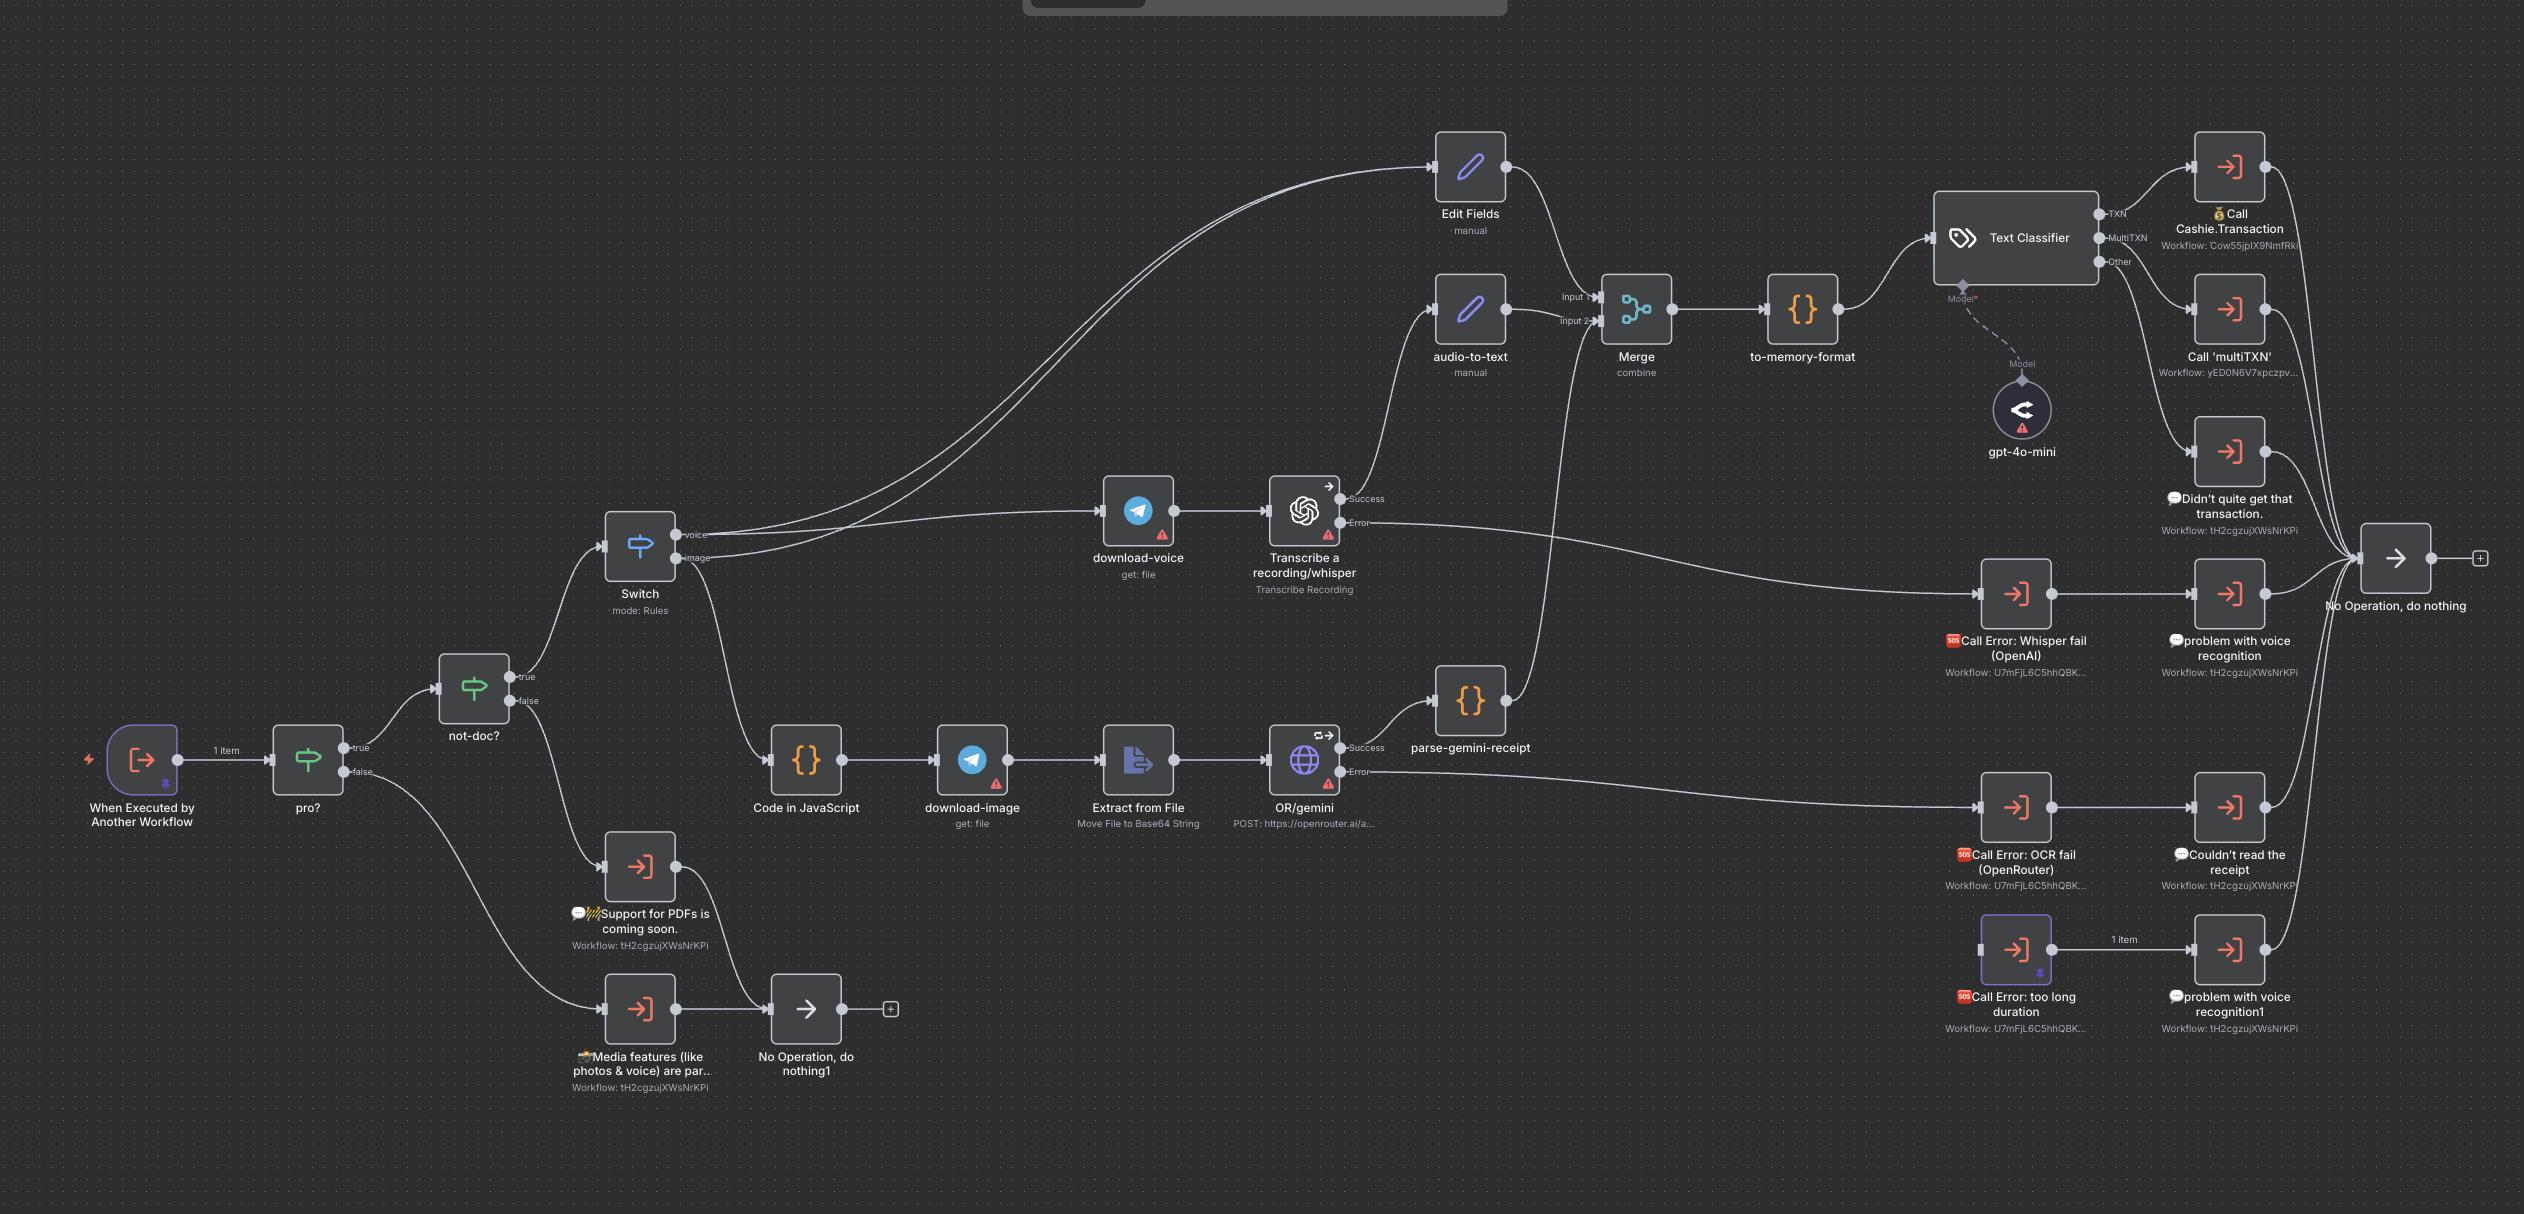 Edit Fields
manual
TXN
MultiTXN
Other
Text Classifier
Model*
💰Call
Cashie.Transaction
Workflow: Cow55jplX9NmfRki
audio-to-text
manual
Input 1
Input 2
Merge
combine
to-memory-format
Model
gpt-4o-mini
Call 'multiTXN'
Workflow: yED0N6V7xpczpv...
💬Didn't quite get that
transaction.
Workflow: tH2cgzujXWsNrKPi
voice
image
Switch
mode: Rules
download-voice
get: file
Success
Error
Transcribe a
recording/whisper
Transcribe Recording
🆘Call Error: Whisper fail
(OpenAI)
Workflow: U7mFjL6C5hhQBK...
💬problem with voice
recognition
Workflow: tH2cgzujXWsNrKPi
No Operation, do nothing
true
false
not-doc?
1 item
When Executed by
Another Workflow
true
false
pro?
Code in JavaScript
download-image
get: file
Extract from File
Move File to Base64 String
Success
Error
OR/gemini
POST: https://openrouter.ai/a...
parse-gemini-receipt
🆘Call Error: OCR fail
(OpenRouter)
Workflow: U7mFjL6C5hhQBK...
💬Couldn't read the
receipt
Workflow: tH2cgzujXWsNrKP
💬🚧Support for PDFs is
coming soon.
Workflow: tH2cgzujXWsNrKPi
1 item
🆘Call Error: too long
duration
Workflow: U7mFjL6C5hhQBK...
💬problem with voice
recognition1
Workflow: tH2cgzujXWsNrKPi
📸Media features (like
photos & voice) are par...
Workflow: tH2cgzujXWsNrKPi
No Operation, do
nothing1